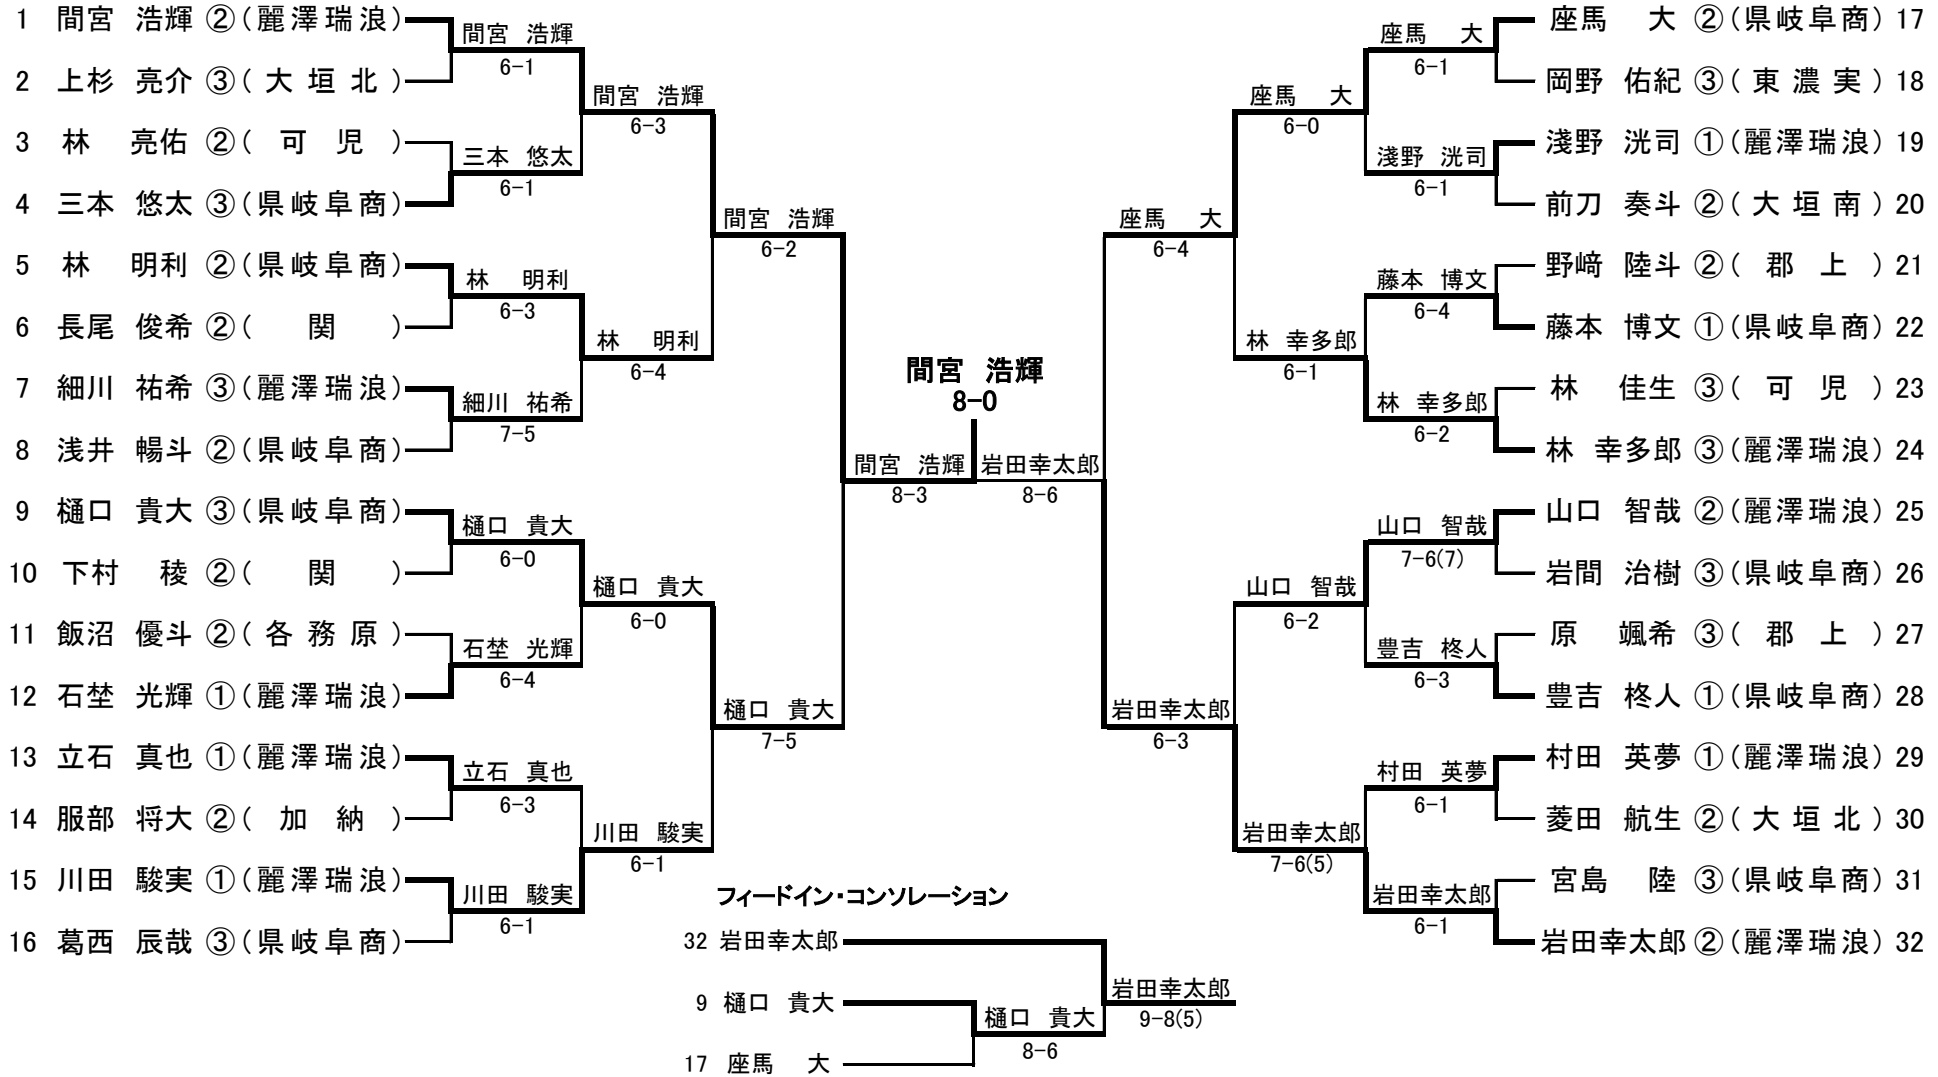 1 間宮 浩輝 ② (麗澤瑞浪)
2 上杉 亮介 ③ (大垣北)
3 林 亮佑 ② (可児)
4 三本 悠太 ③ (県岐阜商)
5 林 明利 ② (県岐阜商)
6 長尾 俊希 ② (関)
7 細川 祐希 ③ (麗澤瑞浪)
8 浅井 暢斗 ② (県岐阜商)
9 樋口 貴大 ③ (県岐阜商)
10 下村 稜 ② (関)
11 飯沼 優斗 ② (各務原)
12 石埜 光輝 ① (麗澤瑞浪)
13 立石 真也 ① (麗澤瑞浪)
14 服部 将大 ② (加納)
15 川田 駿実 ① (麗澤瑞浪)
16 葛西 辰哉 ③ (県岐阜商)
間宮 浩輝
6-1
三本 悠太
6-1
林 明利
6-3
細川 祐希
7-5
樋口 貴大
6-0
石埜 光輝
6-4
立石 真也
6-3
川田 駿実
6-1
間宮 浩輝
6-3
林 明利
6-4
樋口 貴大
6-0
川田 駿実
6-1
間宮 浩輝
6-2
樋口 貴大
7-5
間宮 浩輝
8-3
間宮 浩輝
8-0
岩田幸太郎
8-6
座馬 大
6-4
岩田幸太郎
6-3
座馬 大
6-0
林 幸多郎
6-1
山口 智哉
6-2
岩田幸太郎
7-6(5)
座馬 大
6-1
淺野 洸司
6-1
藤本 博文
6-4
林 幸多郎
6-2
山口 智哉
7-6(7)
豊吉 柊人
6-3
村田 英夢
6-1
岩田幸太郎
6-1
座馬 大 ② (県岐阜商) 17
岡野 佑紀 ③ (東濃実) 18
淺野 洸司 ① (麗澤瑞浪) 19
前刀 奏斗 ② (大垣南) 20
野﨑 陸斗 ② (郡上) 21
藤本 博文 ① (県岐阜商) 22
林 佳生 ③ (可児) 23
林 幸多郎 ③ (麗澤瑞浪) 24
山口 智哉 ② (麗澤瑞浪) 25
岩間 治樹 ③ (県岐阜商) 26
原 颯希 ③ (郡上) 27
豊吉 柊人 ① (県岐阜商) 28
村田 英夢 ① (麗澤瑞浪) 29
菱田 航生 ② (大垣北) 30
宮島 陸 ③ (県岐阜商) 31
岩田幸太郎 ② (麗澤瑞浪) 32
フィードイン・コンソレーション
32 岩田幸太郎
9 樋口 貴大
17 座馬 大
樋口 貴大
8-6
岩田幸太郎
9-8(5)